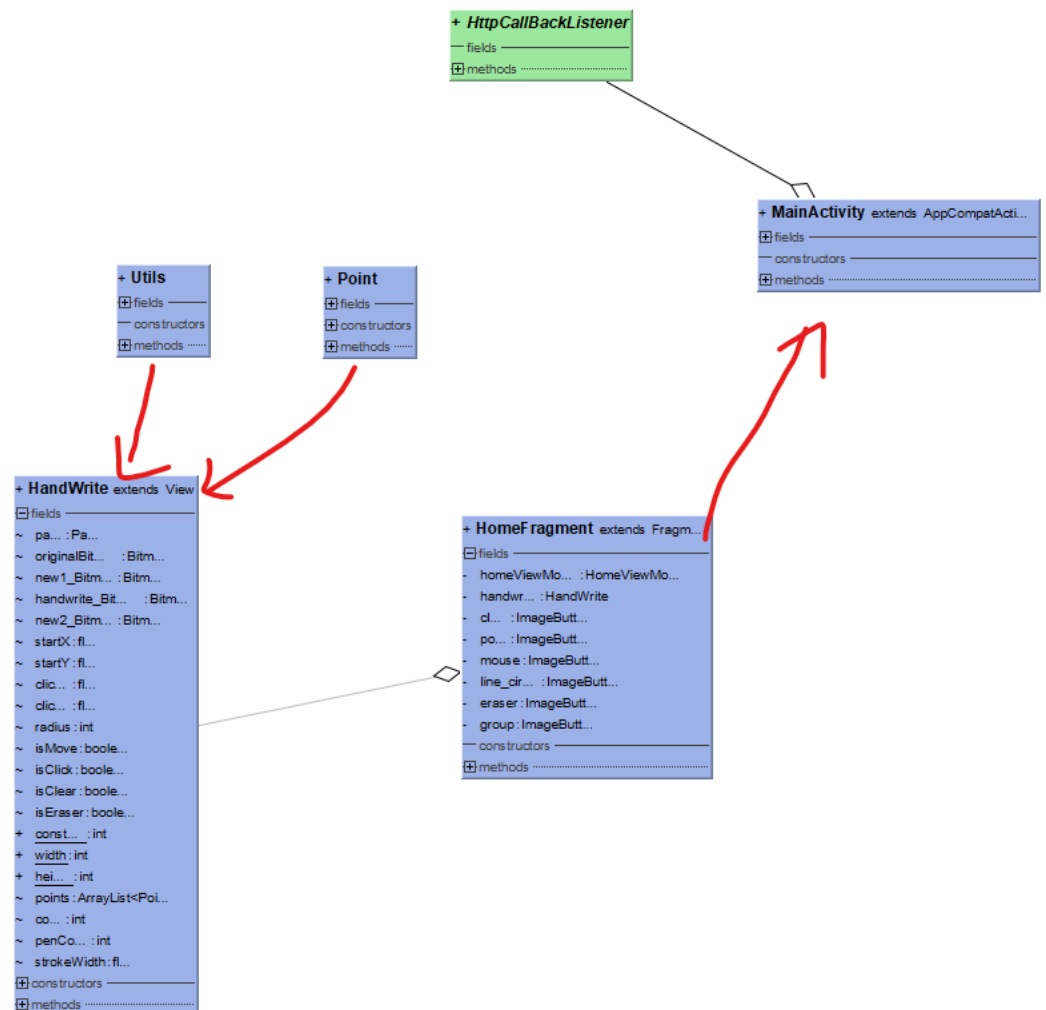 + HttpCallBackListener
fields
methods
+ MainActivity extends AppCompatActi...
fields
constructors
methods
+ Utils
fields
constructors
methods
+ Point
fields
constructors
methods
+ HandWrite extends View
fields
~ pa... :Pa...
~ originalBit... :Bitm...
~ new1_Bitm... :Bitm...
~ handwrite_Bit... :Bitm...
~ new2_Bitm... :Bitm...
~ startX:fl...
~ startY:fl...
~ clic... :fl...
~ clic... :fl...
~ radius:int
~ isMove:boole...
~ isClick:boole...
~ isClear:boole...
~ isEraser:boole...
+ const... :int
+ width:int
+ hei... :int
~ points:ArrayList<Poi...
~ co... :int
~ penCo... :int
~ strokeWidth:fl...
constructors
methods
+ HomeFragment extends Fragm...
fields
- homeViewMo... :HomeViewMo...
- handwr... :HandWrite
- cl... :ImageButt...
- po... :ImageButt...
- mouse:ImageButt...
- line_cir... :ImageButt...
- eraser:ImageButt...
- group:ImageButt...
constructors
methods